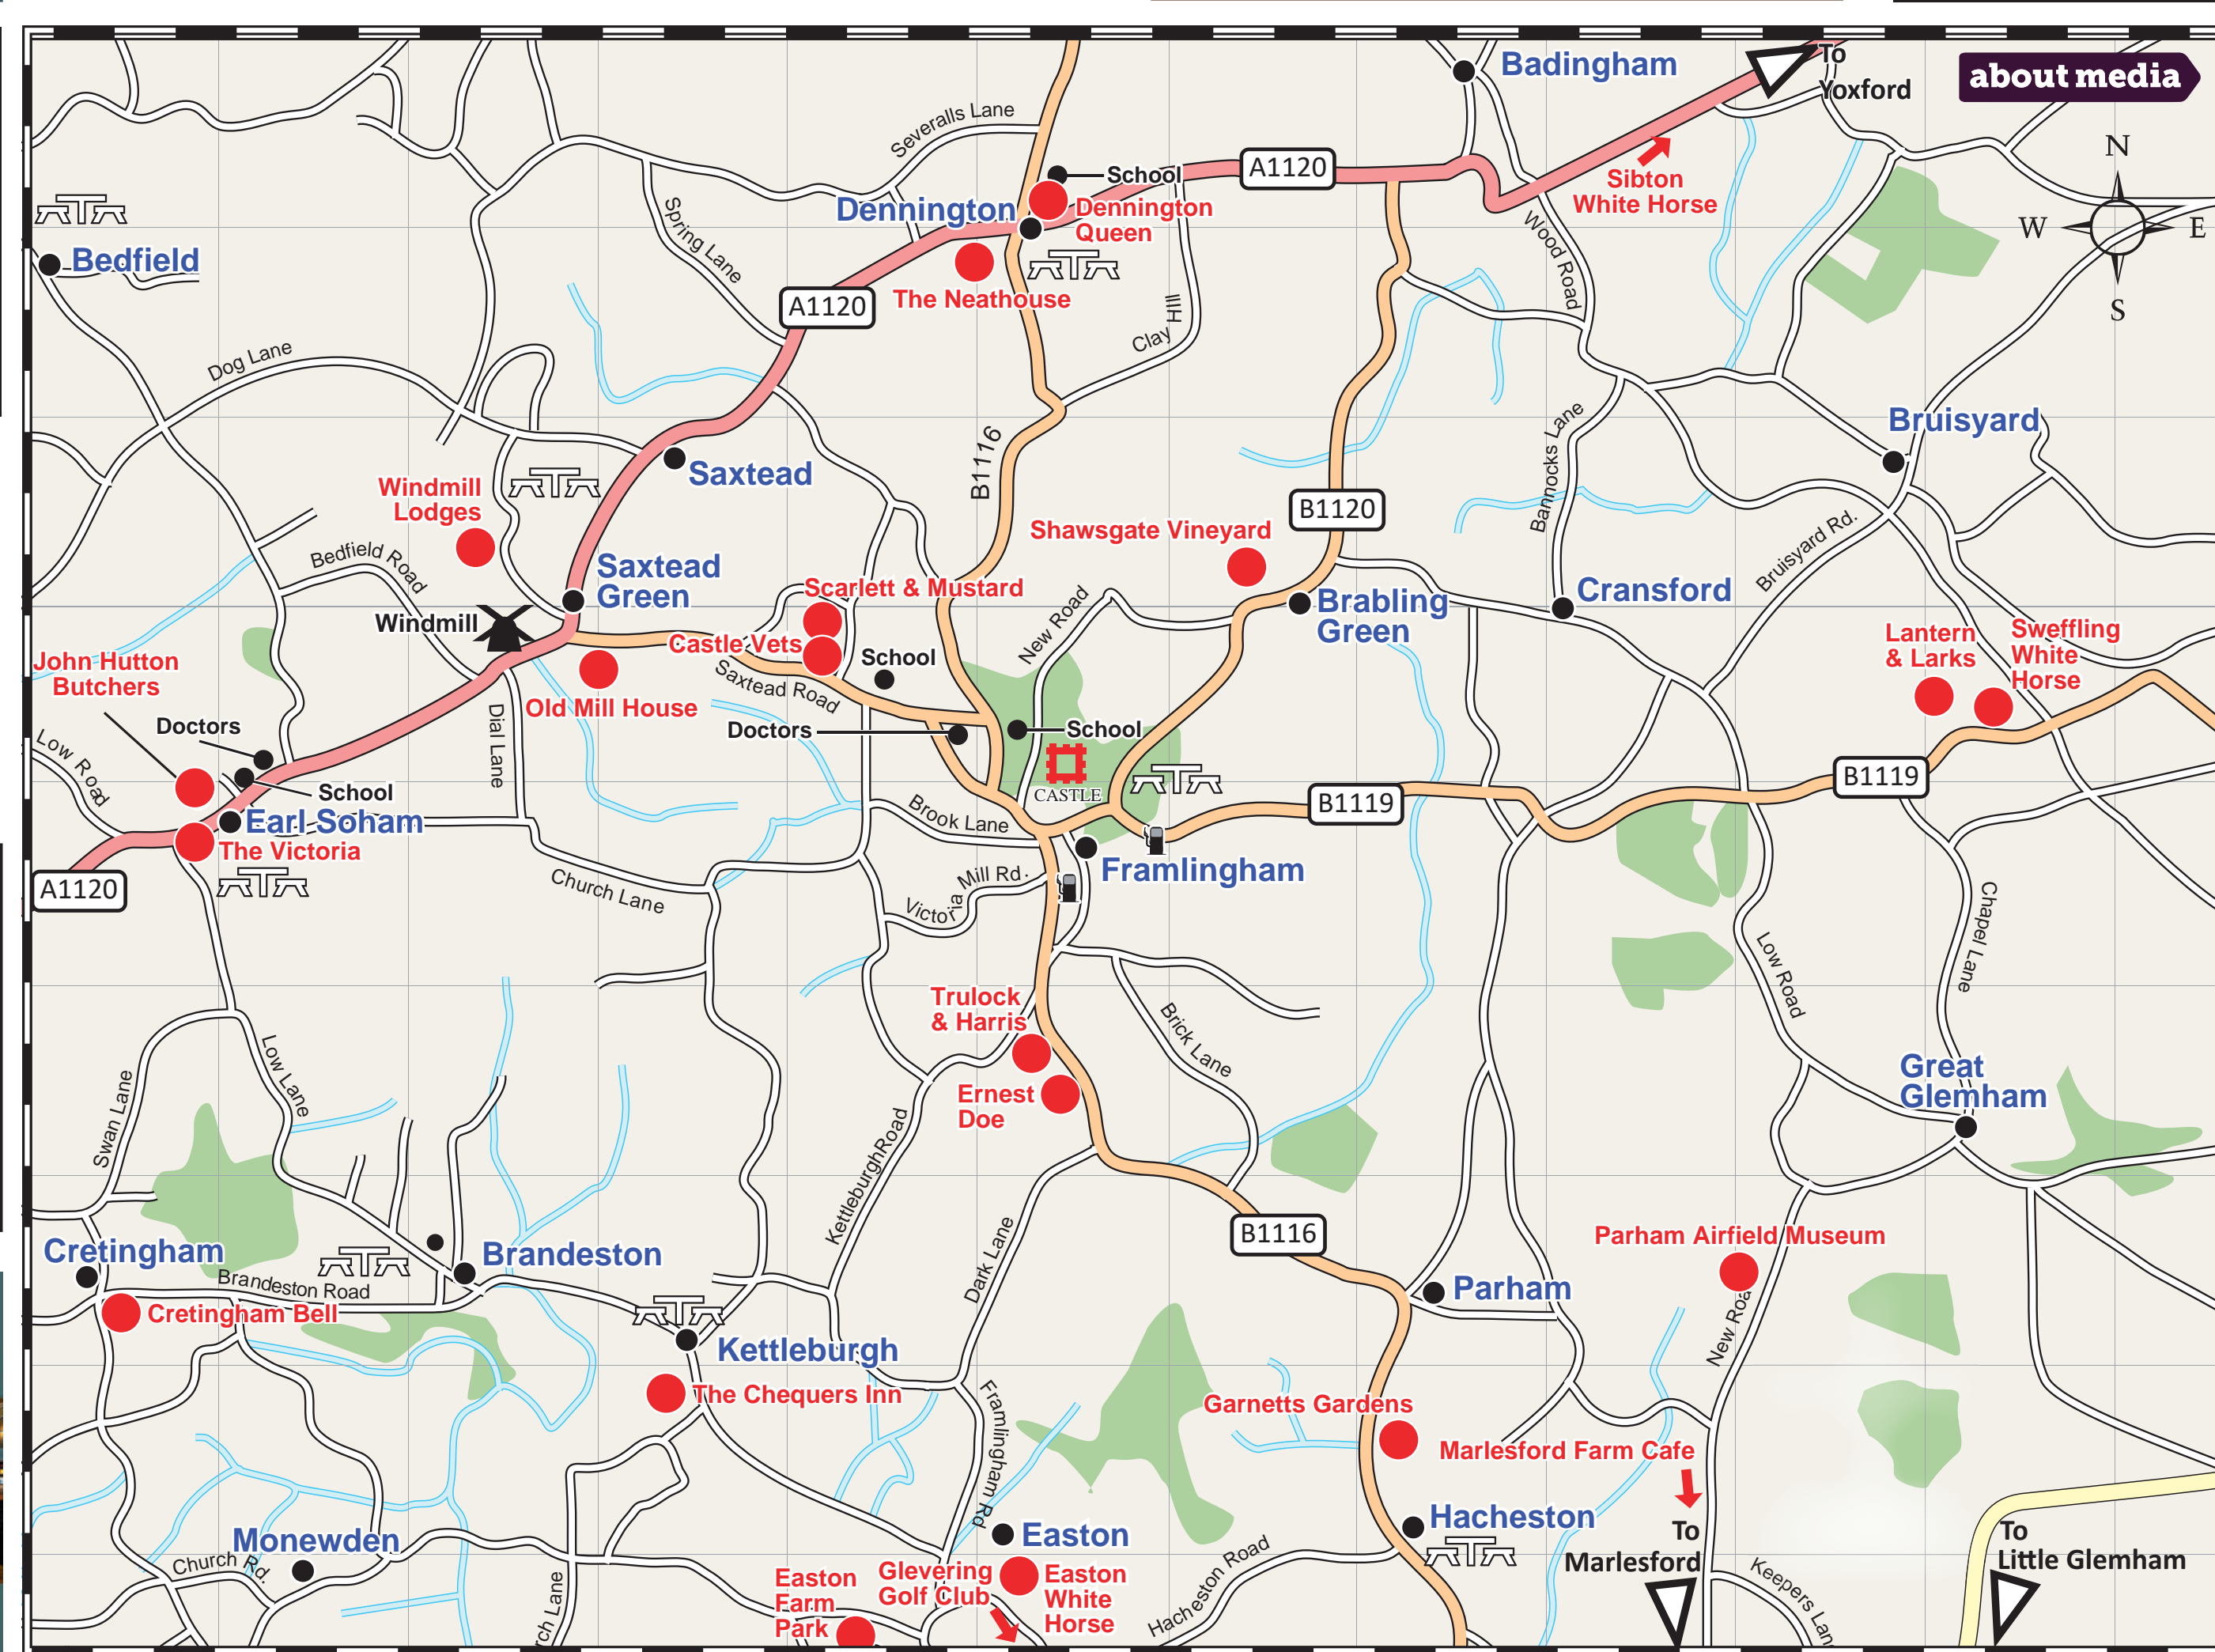 Badingham
To
Yoxford
about media
N
W
E
S
Severalls Lane
School
A1120
Sibton
White Horse
Dennington
Dennington
Queen
Spring Lane
Wood Road
Bedfield
The Neathouse
A1120
Clay Hill
Dog Lane
Bannocks Lane
Bruisyard
B1116
Saxtead
Windmill
Lodges
B1120
Shawsgate Vineyard
Bruisyard Rd.
Bedfield Road
Saxtead
Green
Scarlett & Mustard
New Road
Brabling
Green
Cransford
Windmill
Castle Vets
School
Lantern
& Larks
Sweffling
White
Horse
John Hutton
Butchers
Saxtead Road
Old Mill House
Doctors
Doctors
School
Low Road
Dial Lane
CASTLE
B1119
B1119
School
Earl Soham
Brook Lane
The Victoria
Framlingham
A1120
Church Lane
Victoria Mill Rd.
Chapel Lane
Low Road
Trulock
& Harris
Brick Lane
Low Lane
Swan Lane
Ernest
Doe
Great
Glemham
Kettleburgh Road
Dark Lane
B1116
Parham Airfield Museum
Cretingham
Brandeston
Brandeston Road
Parham
Cretingham Bell
New Roa
Kettleburgh
The Chequers Inn
Framlingham Rd
Garnetts Gardens
Marlesford Farm Cafe
Hacheston
Easton
Monewden
Church Rd.
To
Marlesford
To
Little Glemham
Hacheston Road
Keepers Lan
Easton
Farm
Park
Glevering
Golf Club
Easton
White
Horse
rch Lane